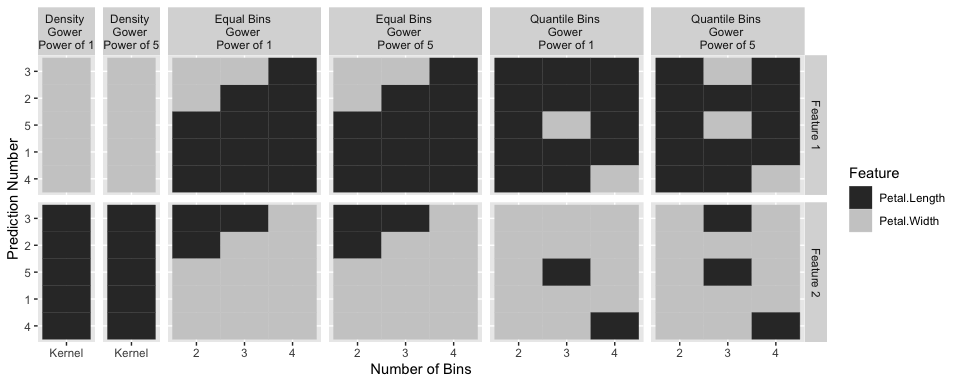 Density
Gower
Power of 1
Density
Gower
Power of 5
Equal Bins
Gower
Power of 1
Equal Bins
Gower
Power of 5
Quantile Bins
Gower
Power of 1
Quantile Bins
Gower
Power of 5
Prediction Number
3
2
5
1
4
Feature 1
3
2
5
1
4
Feature 2
Kernel
Kernel
2 3 4
2 3 4
2 3 4
2 3 4
Number of Bins
Feature
Petal.Length
Petal.Width